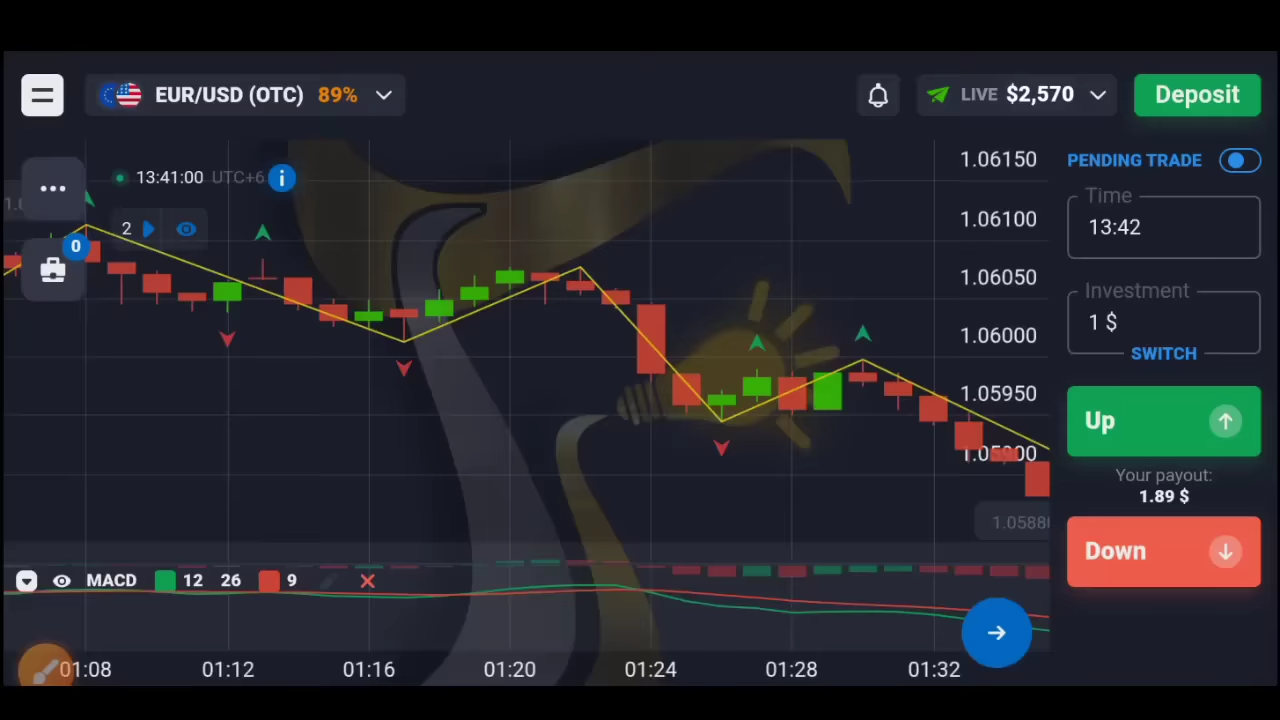 EUR/USD (OTC) 89%
LIVE $2,570
Deposit
13:41:00 UTC+6
2
0
1.06150
1.06100
1.06050
1.06000
1.05950
1.05900
PENDING TRADE
Time
13:42
Investment
1 $
SWITCH
Up
Your payout:
1.89 $
Down
MACD 12 26 9
01:08 01:12 01:16 01:20 01:24 01:28 01:32